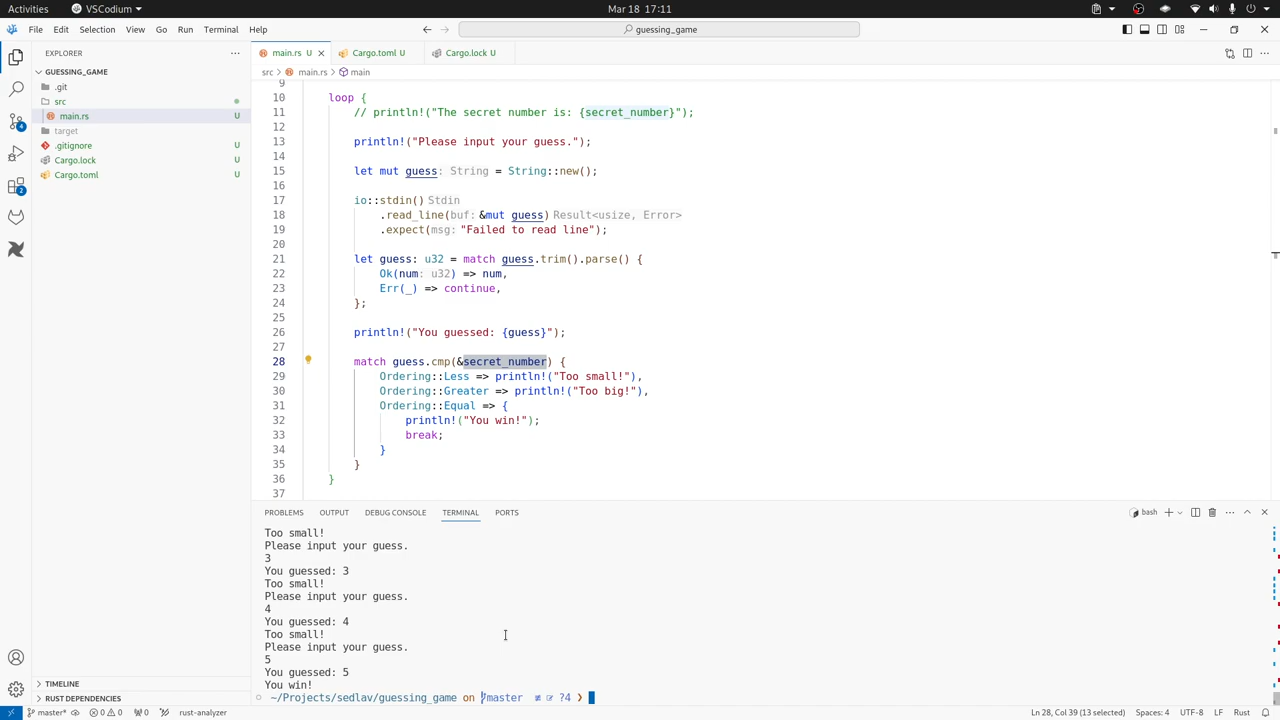 Activities
VSCodium
Mar 18 17:11
File Edit Selection View Go Run Terminal Help
guessing_game
EXPLORER
GUESSING_GAME
.git
src
main.rs U
target
.gitignore U
Cargo.lock U
Cargo.toml U
TIMELINE
RUST DEPENDENCIES
4
2
main.rs U
Cargo.toml U
Cargo.lock U
src > main.rs > main
9
10 loop {
11 // println!("The secret number is: {secret_number}");
12
13 println!("Please input your guess.");
14
15 let mut guess: String = String::new();
16
17 io::stdin() Stdin
18 .read_line(buf: &mut guess) Result<usize, Error>
19 .expect(msg: "Failed to read line");
20
21 let guess: u32 = match guess.trim().parse() {
22 Ok(num: u32) => num,
23 Err(_) => continue,
24 };
25
26 println!("You guessed: {guess}");
27
28 match guess.cmp(&secret_number) {
29 Ordering::Less => println!("Too small!"),
30 Ordering::Greater => println!("Too big!"),
31 Ordering::Equal => {
32 println!("You win!");
33 break;
34 }
35 }
36 }
37
PROBLEMS OUTPUT DEBUG CONSOLE TERMINAL PORTS
bash
Too small!
Please input your guess.
3
You guessed: 3
Too small!
Please input your guess.
4
You guessed: 4
Too small!
Please input your guess.
5
You guessed: 5
You win!
~/Projects/sedlav/guessing_game on master ≢ ?4 ❯
master* 0 0 0 rust-analyzer
Ln 28, Col 39 (13 selected) Spaces: 4 UTF-8 LF Rust